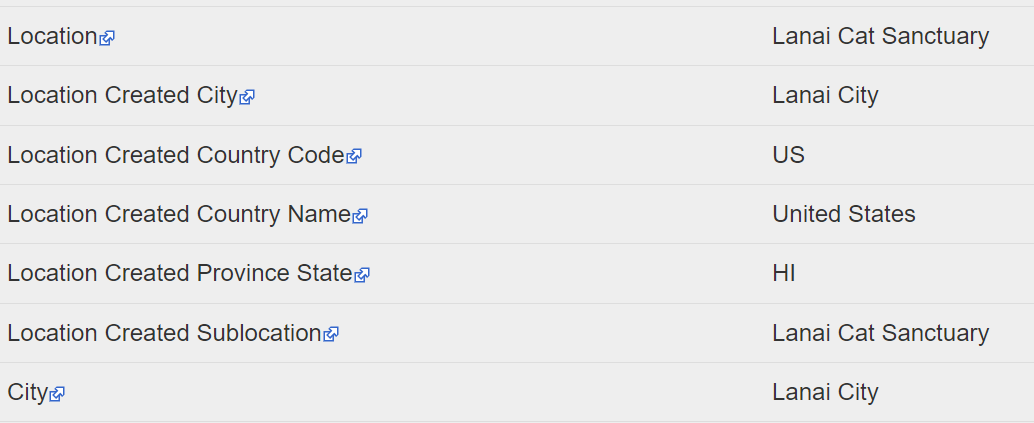 Location Lanai Cat Sanctuary
Location Created City Lanai City
Location Created Country Code US
Location Created Country Name United States
Location Created Province State HI
Location Created Sublocation Lanai Cat Sanctuary
City Lanai City